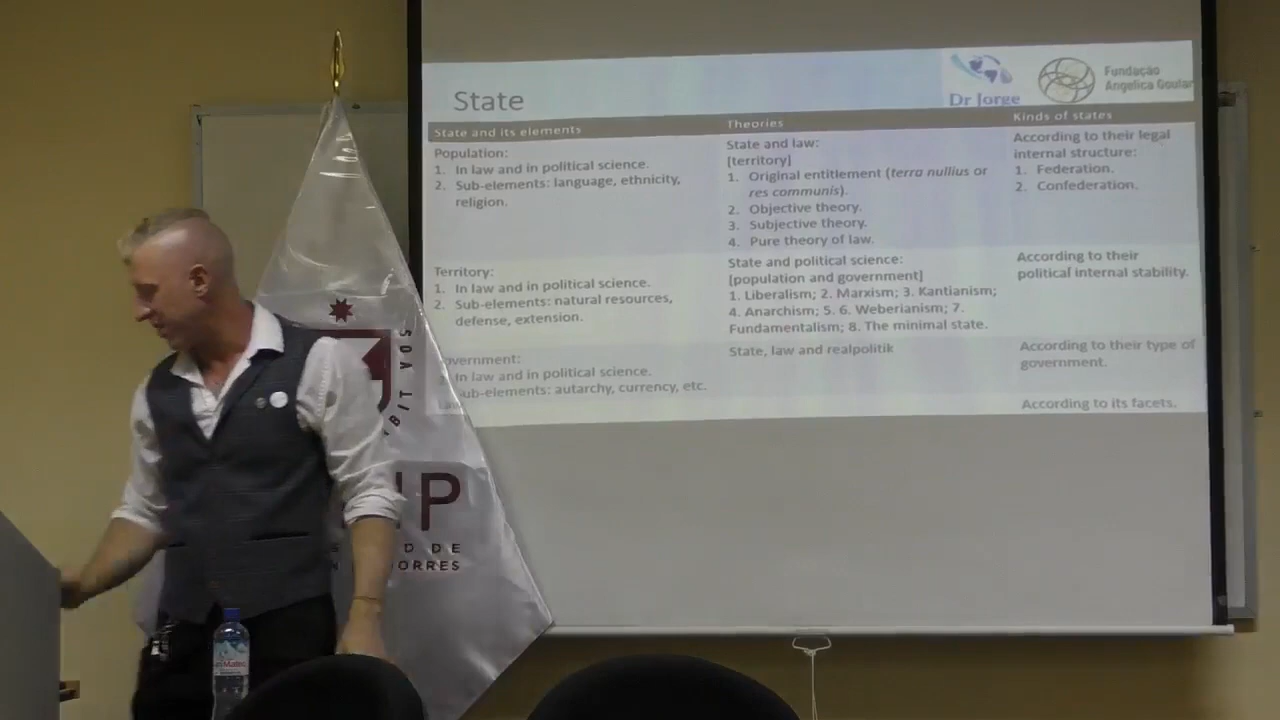 State
Dr Jorge
Fundação
Angelica Goular
State and its elements
Theories
Kinds of states
Population:
1. In law and in political science.
2. Sub-elements: language, ethnicity,
religion.
State and law:
[territory]
1. Original entitlement (terra nullius or
res communis).
2. Objective theory.
3. Subjective theory.
4. Pure theory of law.
According to their legal
internal structure:
1. Federation.
2. Confederation.
Territory:
1. In law and in political science.
2. Sub-elements: natural resources,
defense, extension.
State and political science:
[population and government]
1. Liberalism; 2. Marxism; 3. Kantianism;
4. Anarchism; 5. 6. Weberianism; 7.
Fundamentalism; 8. The minimal state.
According to their
political internal stability.
overnment:
In law and in political science.
ub-elements: autarchy, currency, etc.
State, law and realpolitik
According to their type of
government.
According to its facets.
VOS
IP
D DE
ORRES